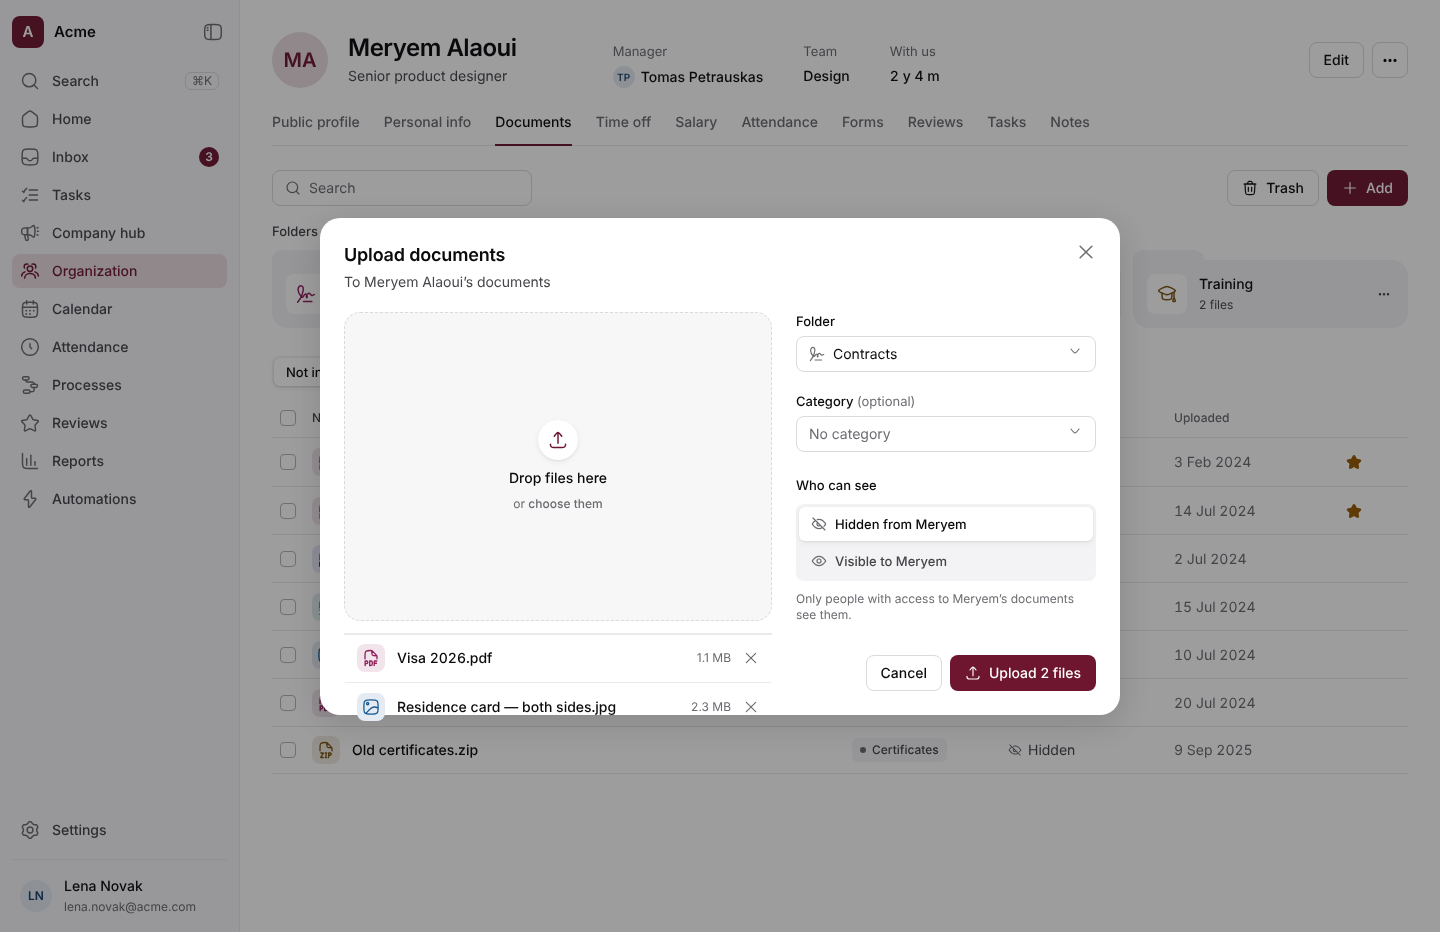 A
Acme
Search
⌘K
Home
Inbox
3
Tasks
Company hub
Organization
Calendar
Attendance
Processes
Reviews
Reports
Automations
Settings
LN
Lena Novak
lena.novak@acme.com
MA
Meryem Alaoui
Senior product designer
Manager
TP Tomas Petrauskas
Team
Design
With us
2 y 4 m
Edit
Public profile Personal info Documents Time off Salary Attendance Forms Reviews Tasks Notes
Search
Trash
Add
Folders
Training
2 files
Not in
Uploaded
3 Feb 2024
14 Jul 2024
2 Jul 2024
15 Jul 2024
10 Jul 2024
20 Jul 2024
ZIP
Old certificates.zip
Certificates
Hidden
9 Sep 2025
Upload documents
To Meryem Alaoui’s documents
Drop files here
or choose them
PDF
Visa 2026.pdf
1.1 MB
Residence card — both sides.jpg
2.3 MB
Folder
Contracts
Category (optional)
No category
Who can see
Hidden from Meryem
Visible to Meryem
Only people with access to Meryem’s documents
see them.
Cancel
Upload 2 files